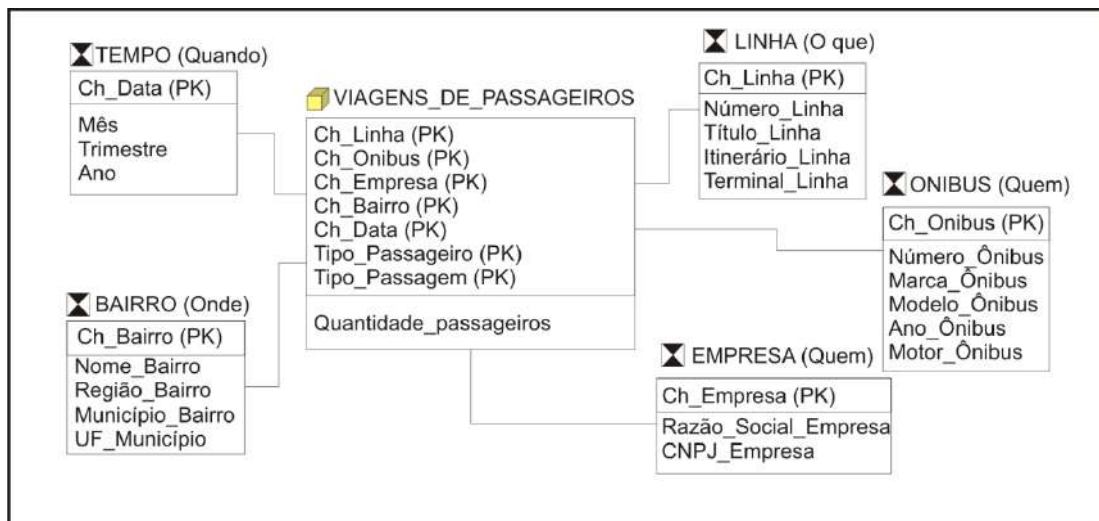 TEMPO (Quando)
Ch_Data (PK)
Mês
Trimestre
Ano
VIAGENS_DE_PASSAGEIROS
Ch_Linha (PK)
Ch_Onibus (PK)
Ch_Empresa (PK)
Ch_Bairro (PK)
Ch_Data (PK)
Tipo_Passageiro (PK)
Tipo_Passagem (PK)
Quantidade_passageiros
LINHA (O que)
Ch_Linha (PK)
Número_Linha
Título_Linha
Itinerário_Linha
Terminal_Linha
ONIBUS (Quem)
Ch_Onibus (PK)
Número_Ônibus
Marca_Ônibus
Modelo_Ônibus
Ano_Ônibus
Motor_Ônibus
BAIRRO (Onde)
Ch_Bairro (PK)
Nome_Bairro
Região_Bairro
Município_Bairro
UF_Município
EMPRESA (Quem)
Ch_Empresa (PK)
Razão_Social_Empresa
CNPJ_Empresa